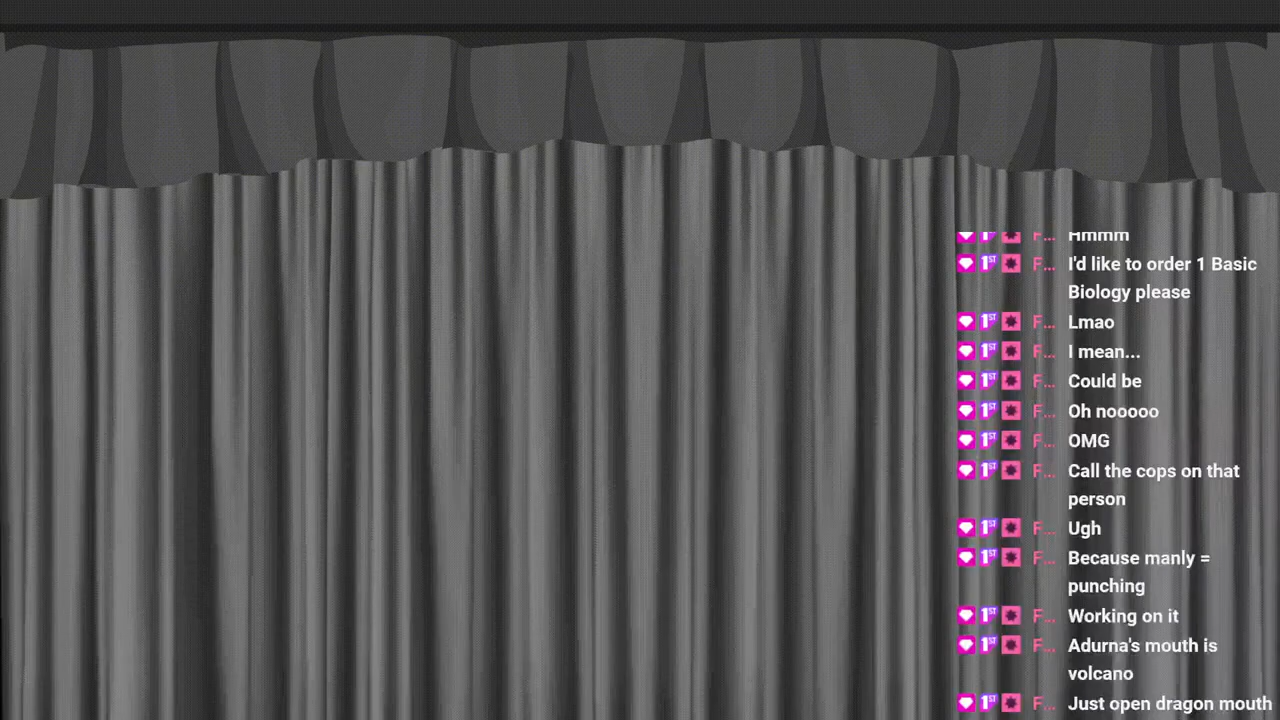 Hmmm
F... I'd like to order 1 Basic
Biology please
F... Lmao
F... I mean...
F... Could be
F... Oh nooooo
F... OMG
F... Call the cops on that
person
F... Ugh
F... Because manly =
punching
F... Working on it
F... Adurna's mouth is
volcano
F... Just open dragon mouth